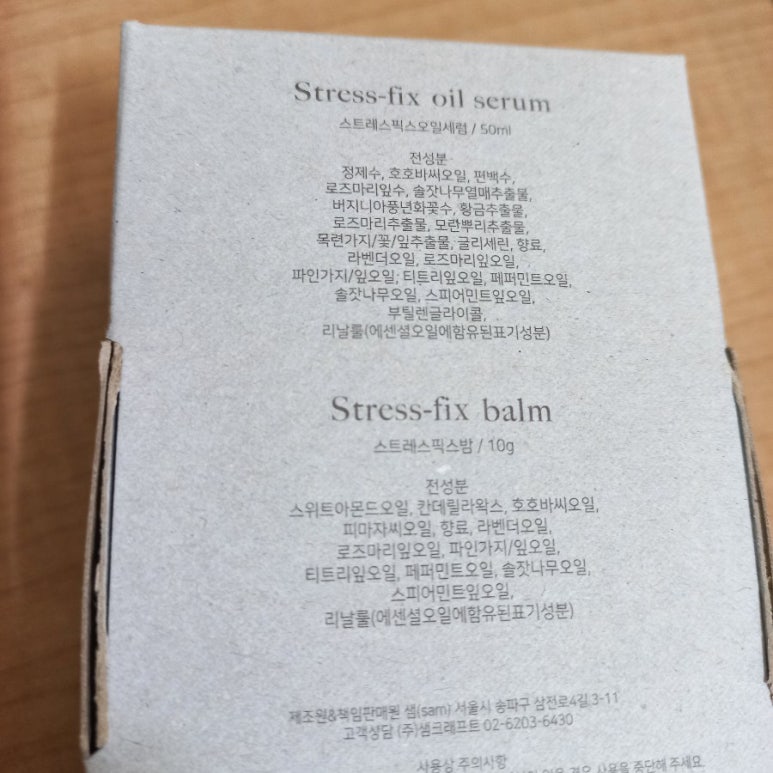 Stress-fix oil serum
스트레스픽스오일세럼 / 50ml
전성분
정제수, 호호바씨오일, 편백수,
로즈마리잎수, 솔잣나무열매추출물,
버지니아풍년화꽃수, 황금추출물,
로즈마리추출물, 모란뿌리추출물,
목련가지/꽃/잎추출물, 글리세린, 향료,
라벤더오일, 로즈마리잎오일,
파인가지/잎오일, 티트리잎오일, 페퍼민트오일,
솔잣나무오일, 스피어민트잎오일,
부틸렌글라이콜,
리날룰(에센셜오일에함유된표기성분)
Stress-fix balm
스트레스픽스밤 / 10g
전성분
스위트아몬드오일, 칸데릴라왁스, 호호바씨오일,
피마자씨오일, 향료, 라벤더오일,
로즈마리잎오일, 파인가지/잎오일,
티트리잎오일, 페퍼민트오일, 솔잣나무오일,
스피어민트잎오일,
리날룰(에센셜오일에함유된표기성분)
제조원&책임판매원 샘(sam) 서울시 송파구 삼전로4길 3-11
고객상담 (주)샘크래프트 02-6203-6430
사용상 주의사항
경우 사용을 중단해 주세요.